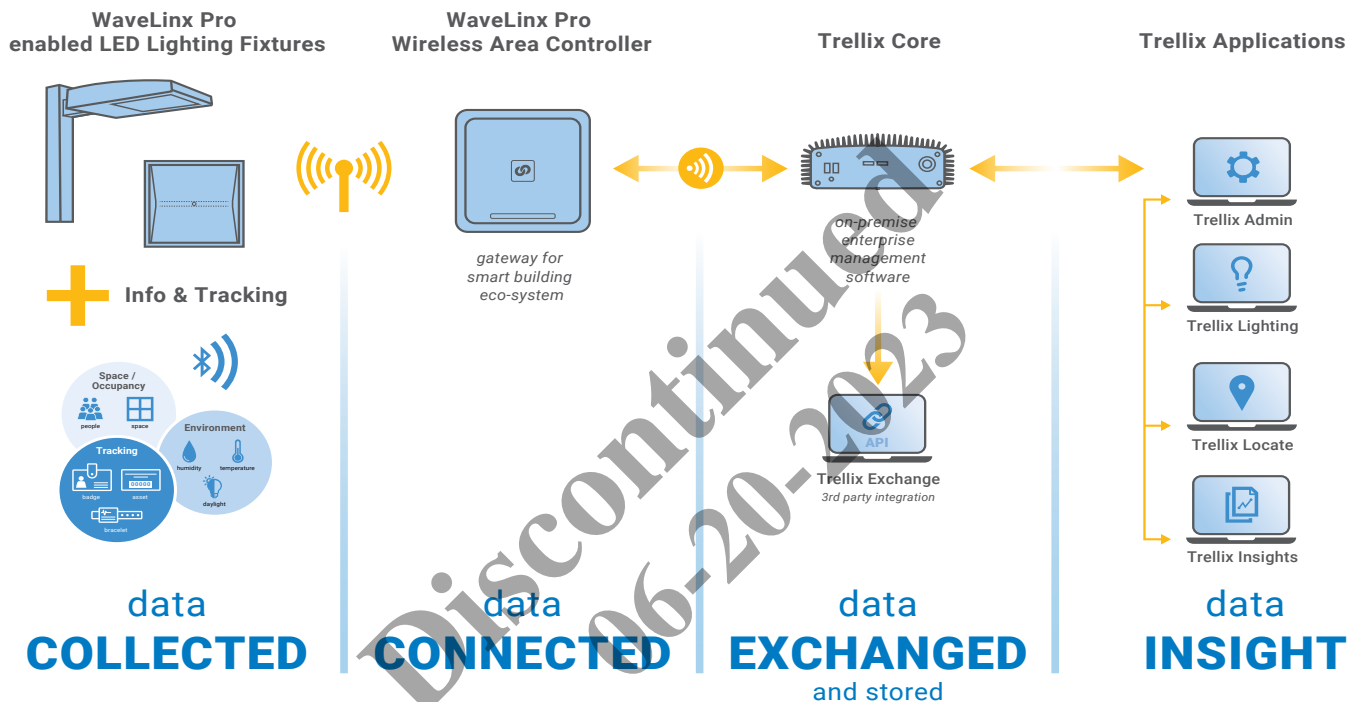 WaveLinx Pro
enabled LED Lighting Fixtures
WaveLinx Pro
Wireless Area Controller
Trellix Core
Trellix Applications
gateway for
smart building
eco-system
on-premise
enterprise
management
software
Trellix Admin
Info & Tracking
Trellix Lighting
Space /
Occupancy
people
space
Environment
humidity
temperature
daylight
Tracking
badge
asset
bracelet
API
Trellix Exchange
3rd party integration
Trellix Locate
Trellix Insights
data
COLLECTED
data
CONNECTED
data
EXCHANGED
and stored
data
INSIGHT
Discontinued
06-20-2023